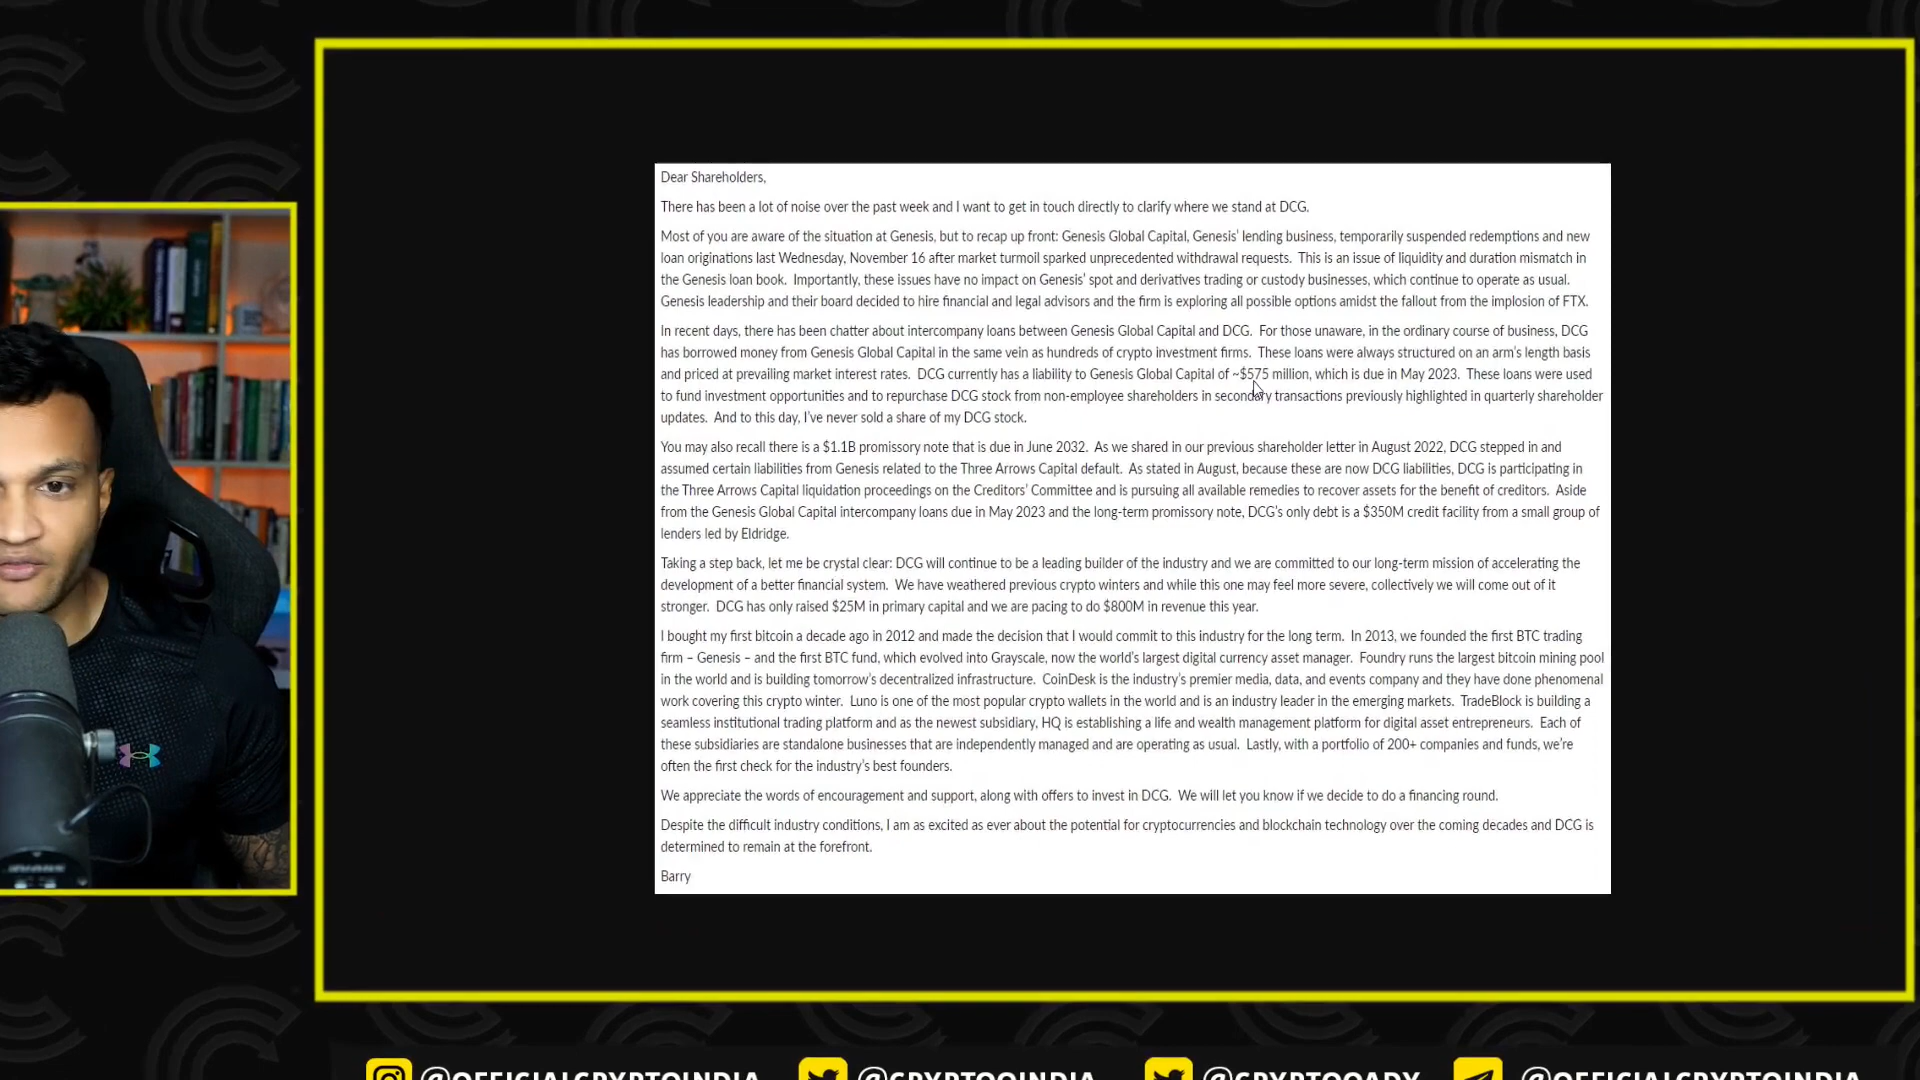 Dear Shareholders,
There has been a lot of noise over the past week and I want to get in touch directly to clarify where we stand at DCG.
Most of you are aware of the situation at Genesis, but to recap up front: Genesis Global Capital, Genesis' lending business, temporarily suspended redemptions and new
loan originations last Wednesday, November 16 after market turmoil sparked unprecedented withdrawal requests.  This is an issue of liquidity and duration mismatch in
the Genesis loan book.  Importantly, these issues have no impact on Genesis' spot and derivatives trading or custody businesses, which continue to operate as usual.
Genesis leadership and their board decided to hire financial and legal advisors and the firm is exploring all possible options amidst the fallout from the implosion of FTX.
In recent days, there has been chatter about intercompany loans between Genesis Global Capital and DCG.  For those unaware, in the ordinary course of business, DCG
has borrowed money from Genesis Global Capital in the same vein as hundreds of crypto investment firms.  These loans were always structured on an arm's length basis
and priced at prevailing market interest rates.  DCG currently has a liability to Genesis Global Capital of ~$575 million, which is due in May 2023.  These loans were used
to fund investment opportunities and to repurchase DCG stock from non-employee shareholders in secondary transactions previously highlighted in quarterly shareholder
updates.  And to this day, I've never sold a share of my DCG stock.
You may also recall there is a $1.1B promissory note that is due in June 2032.  As we shared in our previous shareholder letter in August 2022, DCG stepped in and
assumed certain liabilities from Genesis related to the Three Arrows Capital default.  As stated in August, because these are now DCG liabilities, DCG is participating in
the Three Arrows Capital liquidation proceedings on the Creditors' Committee and is pursuing all available remedies to recover assets for the benefit of creditors.  Aside
from the Genesis Global Capital intercompany loans due in May 2023 and the long-term promissory note, DCG's only debt is a $350M credit facility from a small group of
lenders led by Eldridge.
Taking a step back, let me be crystal clear: DCG will continue to be a leading builder of the industry and we are committed to our long-term mission of accelerating the
development of a better financial system.  We have weathered previous crypto winters and while this one may feel more severe, collectively we will come out of it
stronger.  DCG has only raised $25M in primary capital and we are pacing to do $800M in revenue this year.
I bought my first bitcoin a decade ago in 2012 and made the decision that I would commit to this industry for the long term.  In 2013, we founded the first BTC trading
firm – Genesis – and the first BTC fund, which evolved into Grayscale, now the world's largest digital currency asset manager.  Foundry runs the largest bitcoin mining pool
in the world and is building tomorrow's decentralized infrastructure.  CoinDesk is the industry's premier media, data, and events company and they have done phenomenal
work covering this crypto winter.  Luno is one of the most popular crypto wallets in the world and is an industry leader in the emerging markets.  TradeBlock is building a
seamless institutional trading platform and as the newest subsidiary, HQ is establishing a life and wealth management platform for digital asset entrepreneurs.  Each of
these subsidiaries are standalone businesses that are independently managed and are operating as usual.  Lastly, with a portfolio of 200+ companies and funds, we're
often the first check for the industry's best founders.
We appreciate the words of encouragement and support, along with offers to invest in DCG.  We will let you know if we decide to do a financing round.
Despite the difficult industry conditions, I am as excited as ever about the potential for cryptocurrencies and blockchain technology over the coming decades and DCG is
determined to remain at the forefront.
Barry
@OFFICIALCRYPTOINDIA @CRYPTOOINDIA @CRYPTOOADY @OFFICIALCRYPTOINDIA